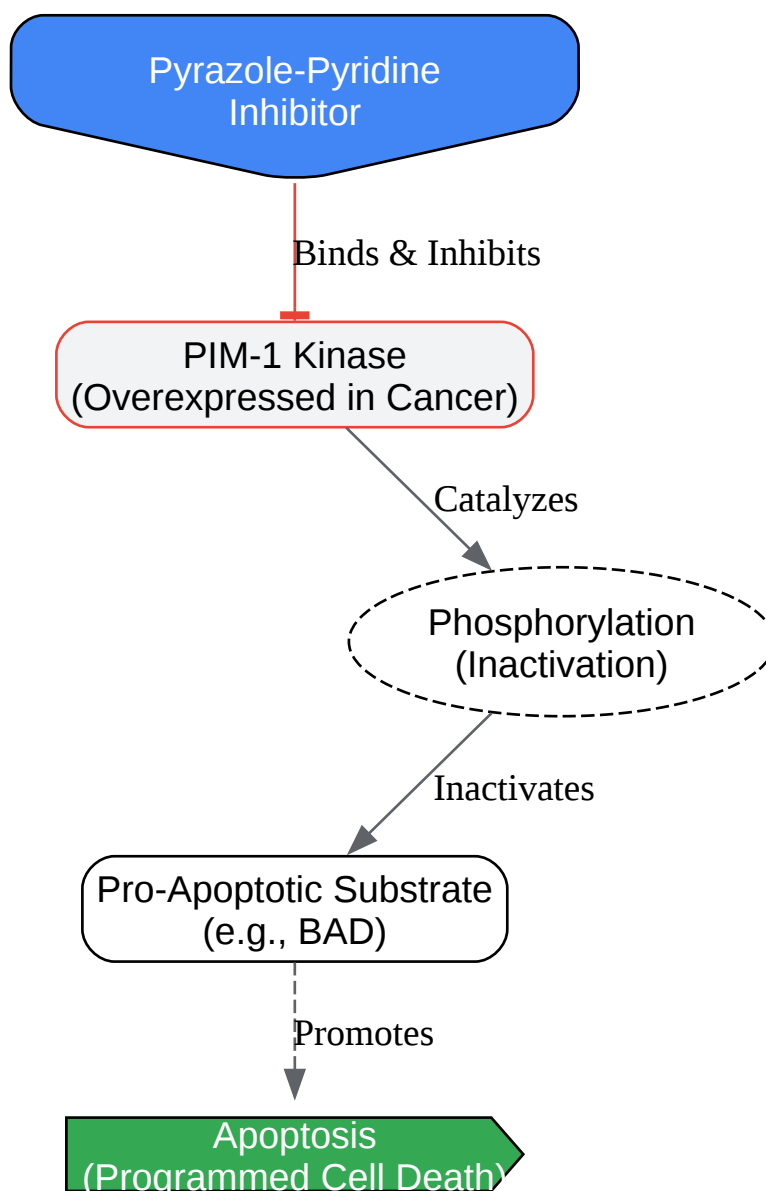 Pyrazole-Pyridine
Inhibitor
Binds & Inhibits
PIM-1 Kinase
(Overexpressed in Cancer)
Catalyzes
Phosphorylation
(Inactivation)
Inactivates
Pro-Apoptotic Substrate
(e.g., BAD)
Promotes
Apoptosis
(Programmed Cell Death)